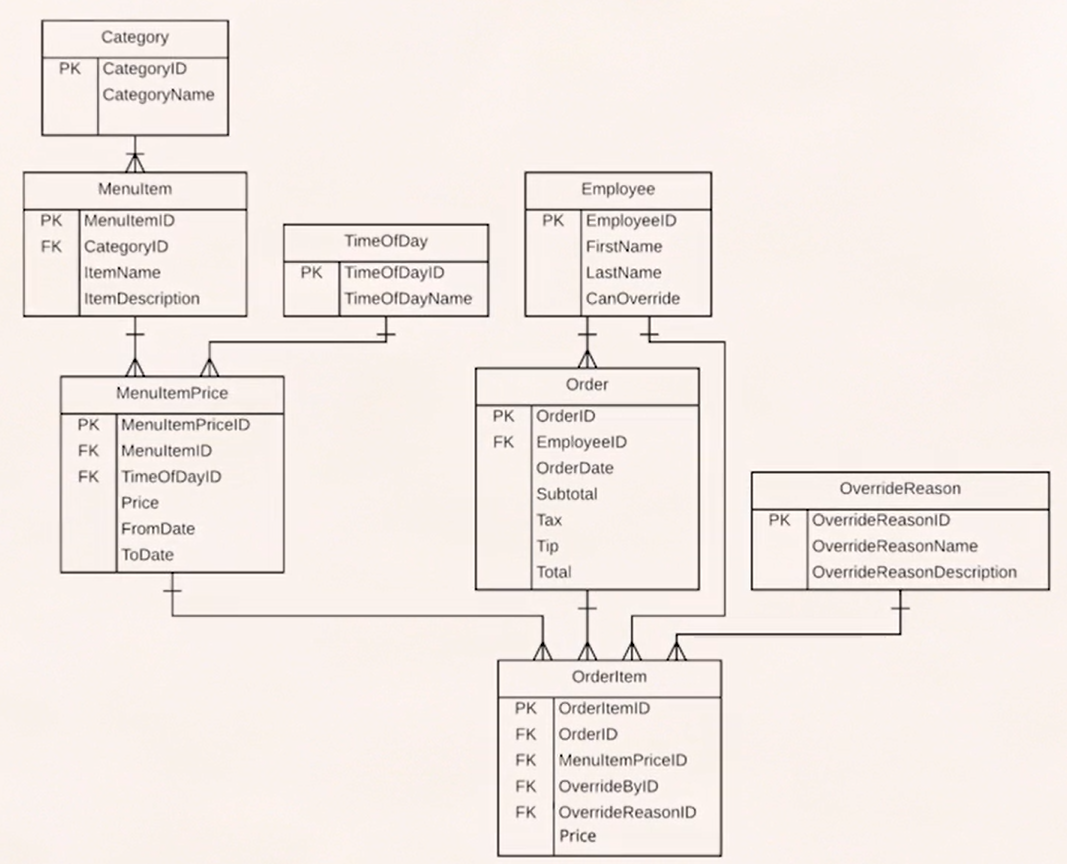 Category
PK CategoryID
CategoryName
MenuItem
PK MenuItemID
FK CategoryID
ItemName
ItemDescription
TimeOfDay
PK TimeOfDayID
TimeOfDayName
Employee
PK EmployeeID
FirstName
LastName
CanOverride
MenuItemPrice
PK MenuItemPriceID
FK MenuItemID
FK TimeOfDayID
Price
FromDate
ToDate
Order
PK OrderID
FK EmployeeID
OrderDate
Subtotal
Tax
Tip
Total
OverrideReason
PK OverrideReasonID
OverrideReasonName
OverrideReasonDescription
OrderItem
PK OrderItemID
FK OrderID
FK MenuItemPriceID
FK OverrideByID
FK OverrideReasonID
Price